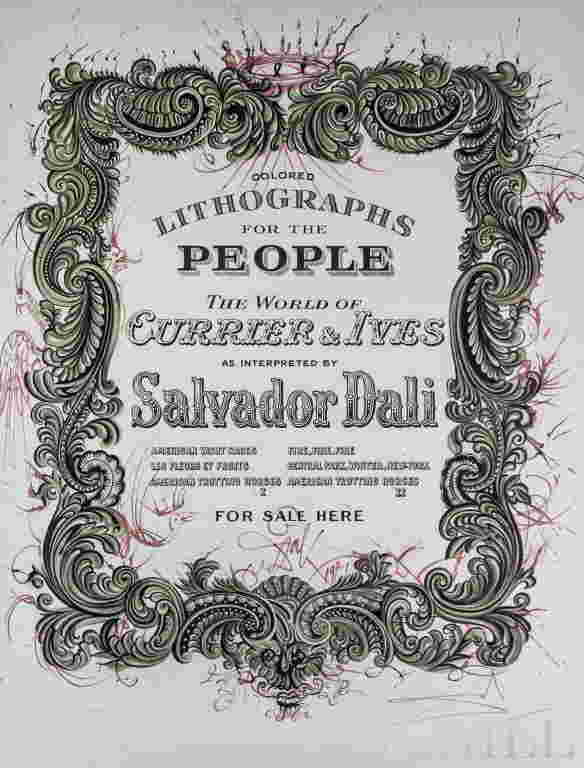 COLORED
LITHOGRAPHS
FOR THE
PEOPLE
THE WORLD OF
CURRIER & IVES
AS INTERPRETED BY
Salvador Dali
AMERICAN YACHT RACES FIRE, FIRE, FIRE
LES FLEURS ET FRUITS CENTRAL PARK, WINTER, NEW-YORK
AMERICAN TROTTING HORSES AMERICAN TROTTING HORSES
I II
FOR SALE HERE
Dali